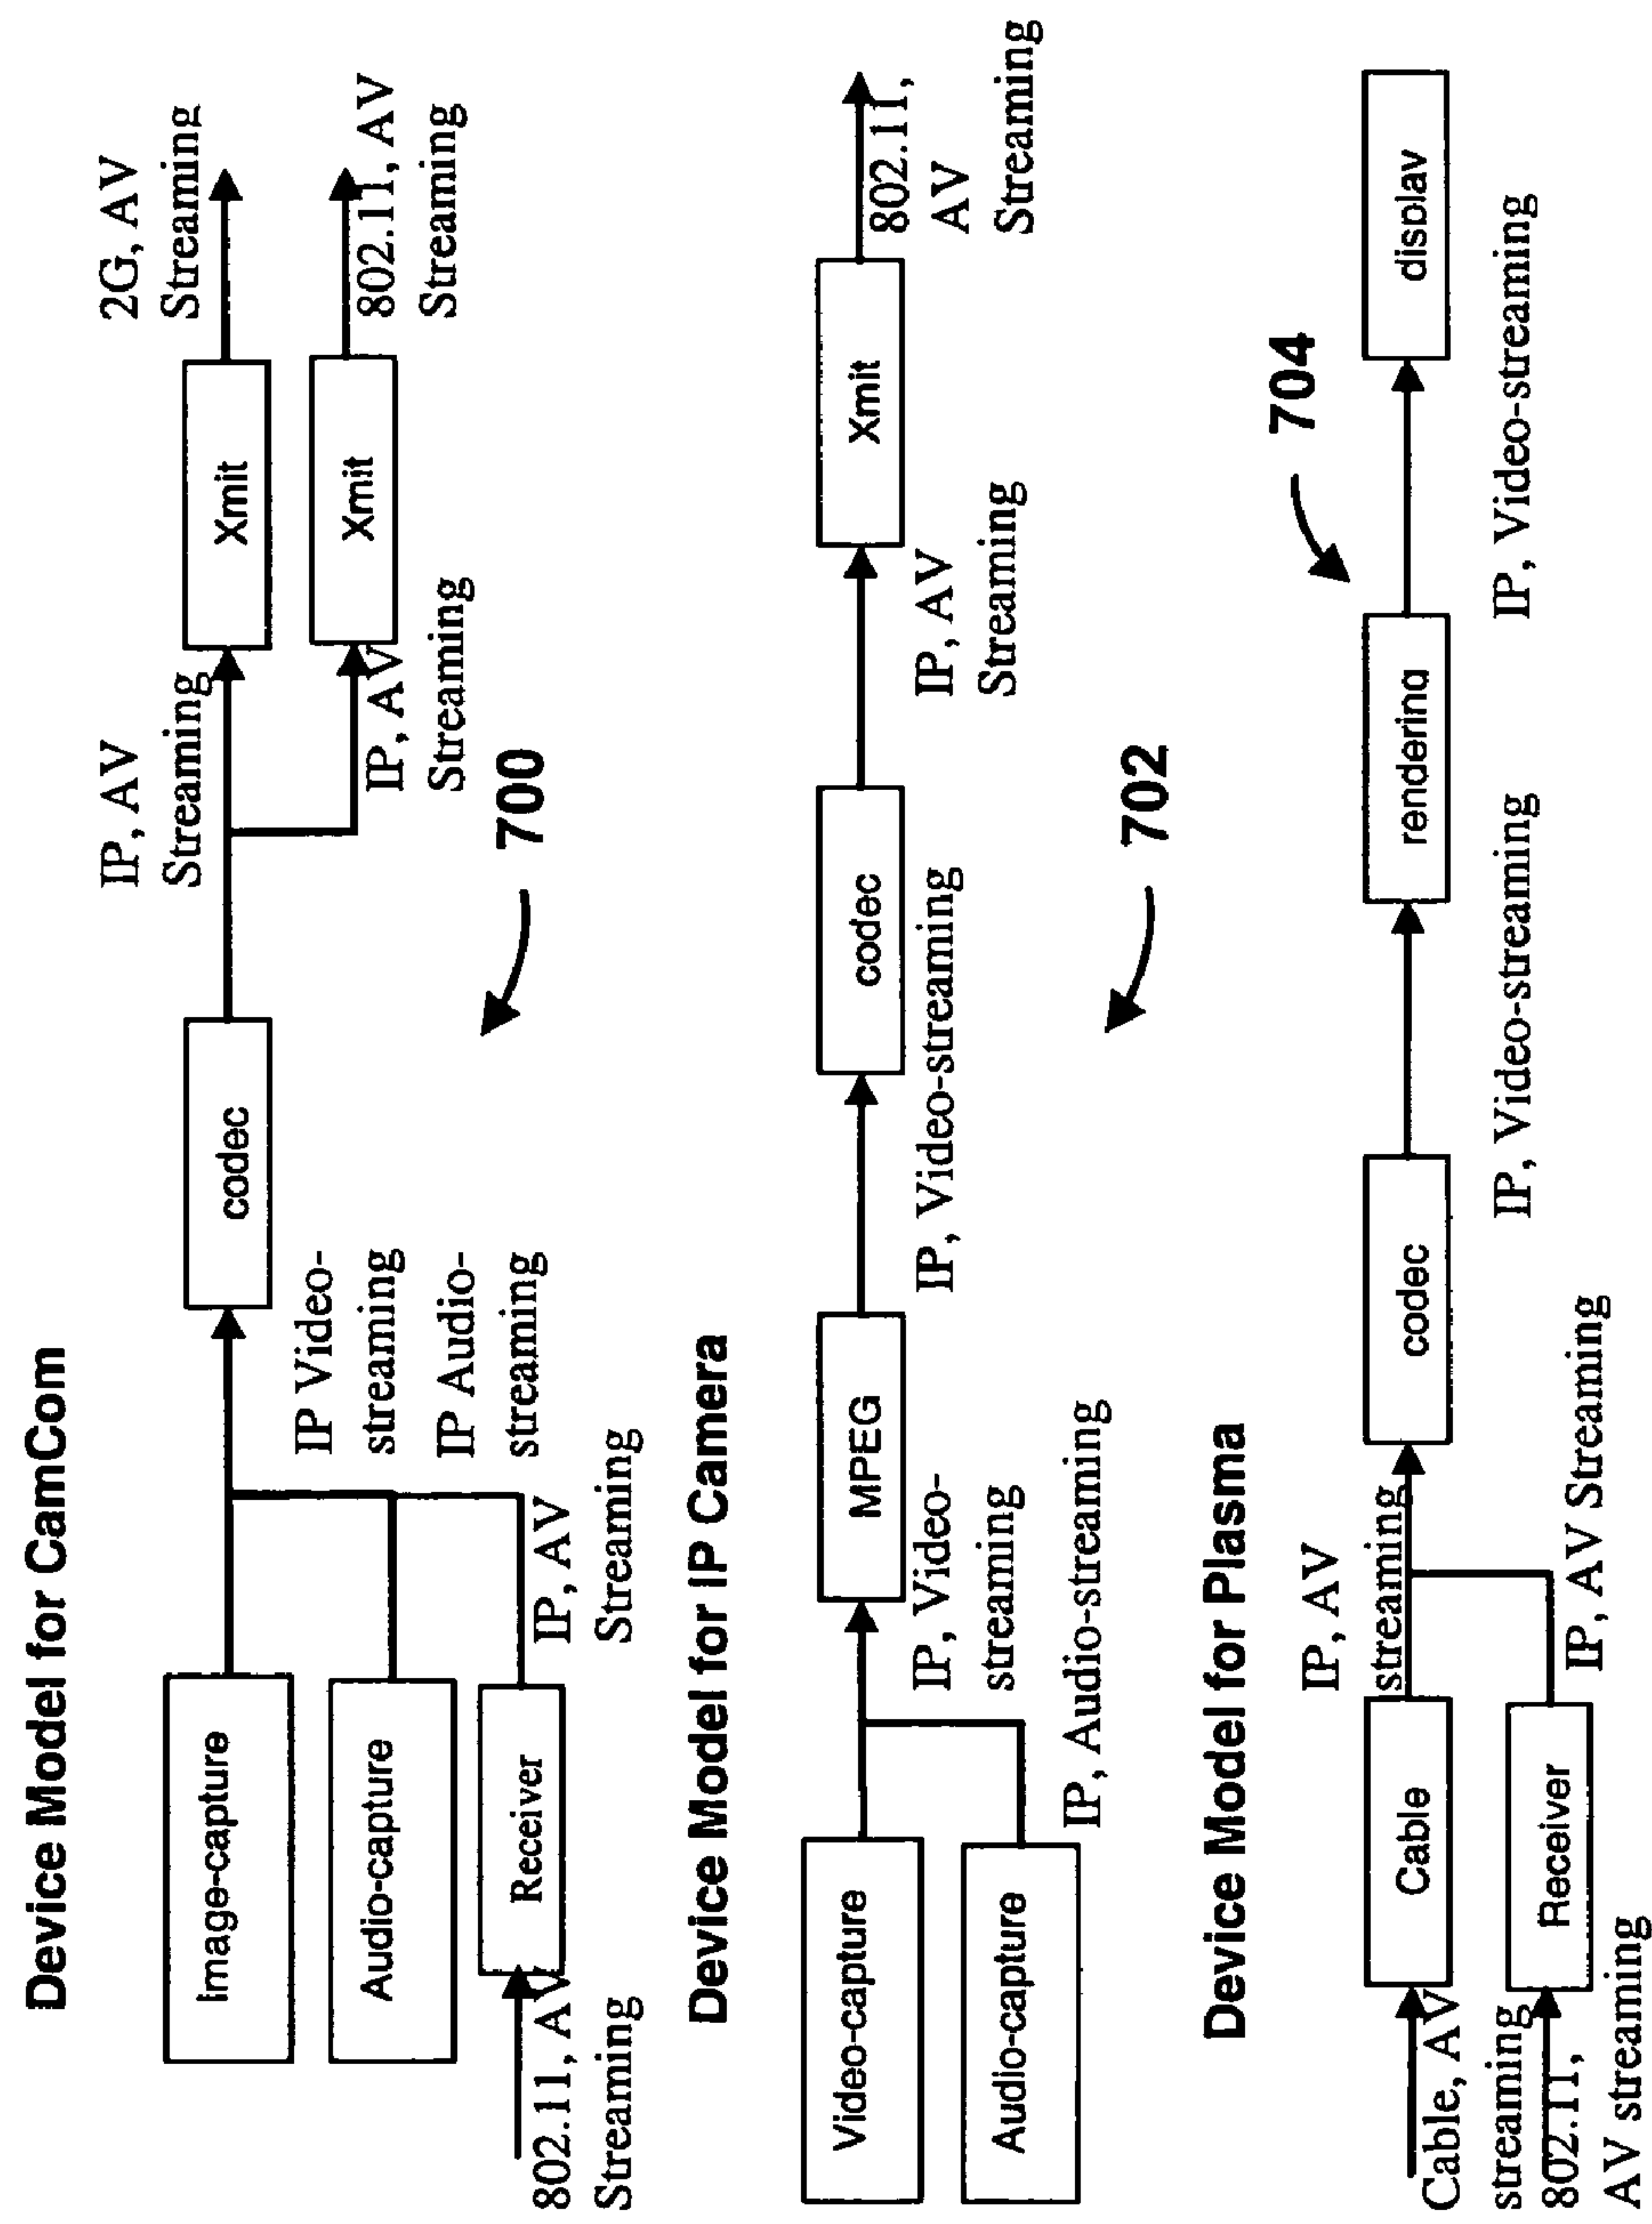 Device Model for CamCom
Image-capture
Audio-capture
Receiver
802.11, AV
Streaming
IP, AV
Streaming
IP Video-
streaming
IP Audio-
streaming
codec
IP, AV
Streaming
IP, AV
Streaming
Xmit
Xmit
2G, AV
Streaming
802.11, AV
Streaming
700
Device Model for IP Camera
Video-capture
Audio-capture
IP, Audio-streaming
IP, Video-
streaming
MPEG
IP, Video-streaming
codec
IP, AV
Streaming
Xmit
802.11,
AV
Streaming
702
Device Model for Plasma
Cable, AV
streaming
802.11,
AV streaming
Cable
Receiver
IP, AV
streaming
IP, AV Streaming
codec
IP, Video-streaming
rendering
IP, Video-streaming
display
704